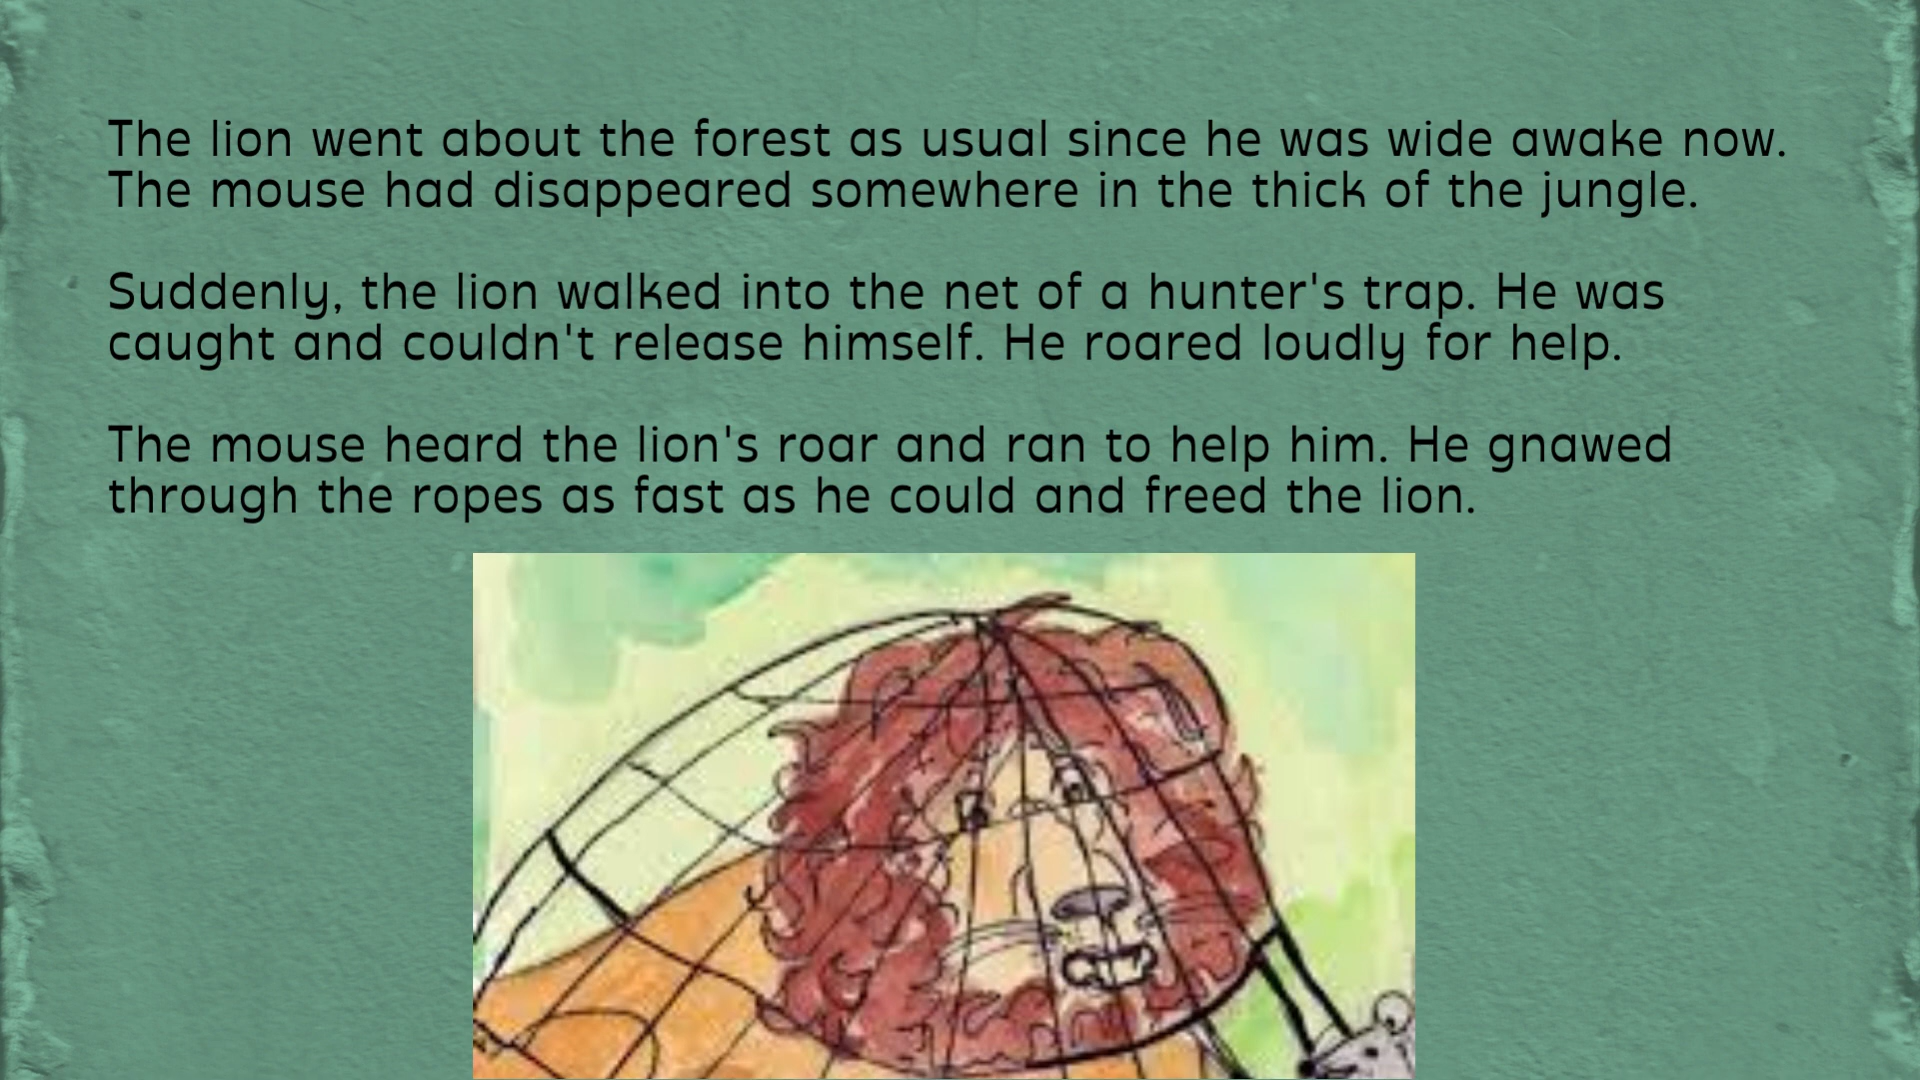 The lion went about the forest as usual since he was wide awake now.
The mouse had disappeared somewhere in the thick of the jungle.
Suddenly, the lion walked into the net of a hunter's trap. He was
caught and couldn't release himself. He roared loudly for help.
The mouse heard the lion's roar and ran to help him. He gnawed
through the ropes as fast as he could and freed the lion.